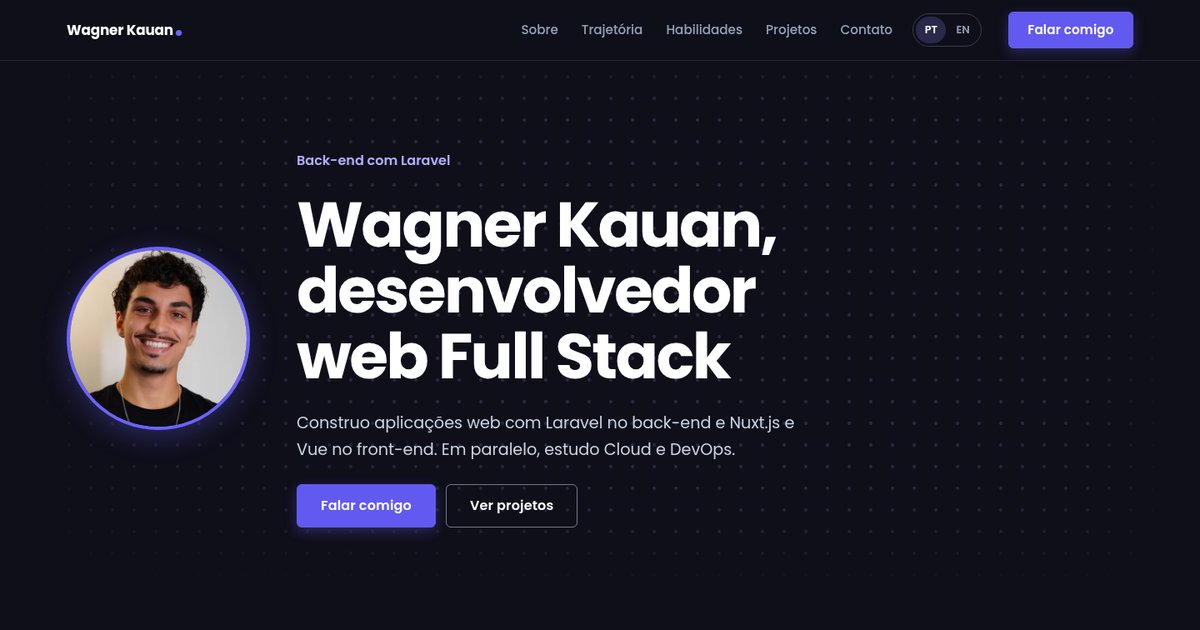 Wagner Kauan
Sobre
Trajetória
Habilidades
Projetos
Contato
PT
EN
Falar comigo
Back-end com Laravel
Wagner Kauan,
desenvolvedor
web Full Stack
Construo aplicações web com Laravel no back-end e Nuxt.js e
Vue no front-end. Em paralelo, estudo Cloud e DevOps.
Falar comigo
Ver projetos